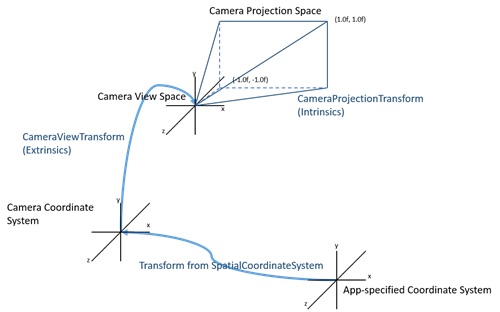 Camera Projection Space
(1.0f, 1.0f)
y
(-1.0f, -1.0f)
Camera View Space
x
z
CameraProjectionTransform
(Intrinsics)
CameraViewTransform
(Extrinsics)
y
Camera Coordinate
System
x
z
y
Transform from SpatialCoordinateSystem
x
z
App-specified Coordinate System